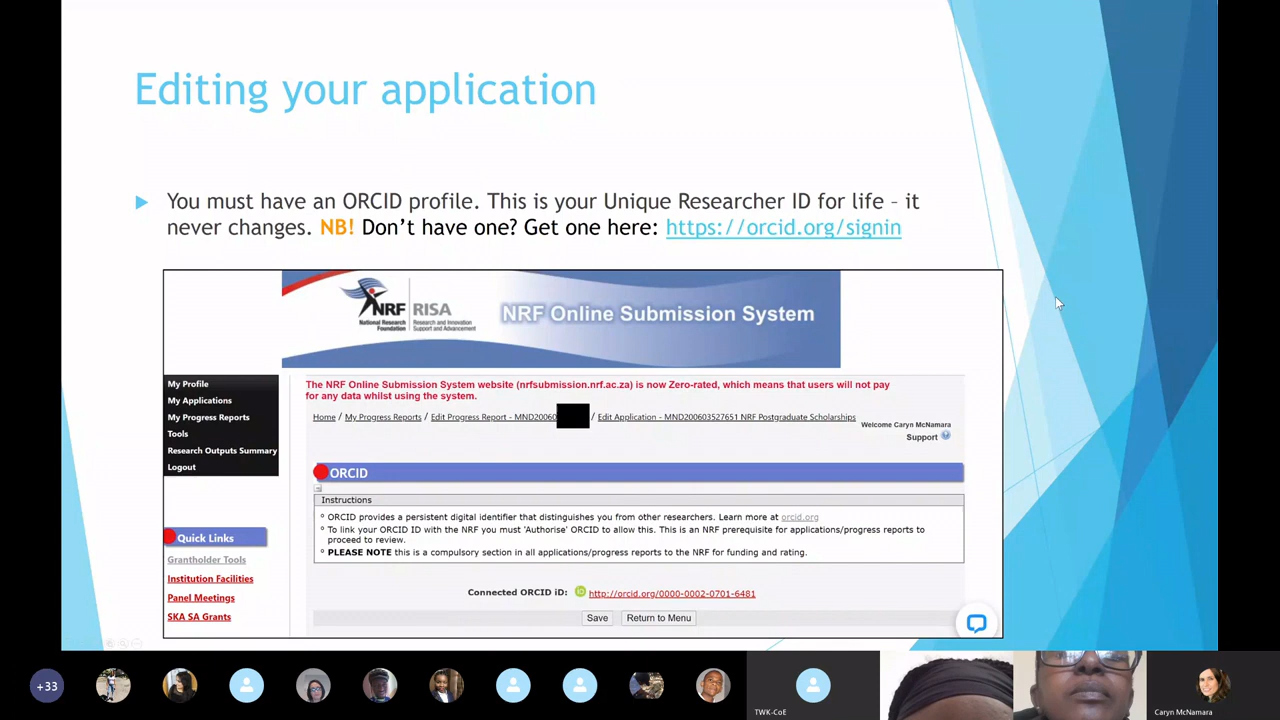 Editing your application
You must have an ORCID profile. This is your Unique Researcher ID for life – it
never changes. NB! Don't have one? Get one here: https://orcid.org/signin
NRF
National Research
Foundation
RISA
Research and Innovation
Support and Advancement
NRF Online Submission System
My Profile
My Applications
My Progress Reports
Tools
Research Outputs Summary
Logout
The NRF Online Submission System website (nrfsubmission.nrf.ac.za) is now Zero-rated, which means that users will not pay
for any data whilst using the system.
Home / My Progress Reports / Edit Progress Report - MND20060 / Edit Application - MND200603527651 NRF Postgraduate Scholarships
Welcome Caryn McNamara
Support
ORCID
Instructions
ORCID provides a persistent digital identifier that distinguishes you from other researchers. Learn more at orcid.org
To link your ORCID ID with the NRF you must 'Authorise' ORCID to allow this. This is an NRF prerequisite for applications/progress reports to
proceed to review.
PLEASE NOTE this is a compulsory section in all applications/progress reports to the NRF for funding and rating.
Quick Links
Grantholder Tools
Institution Facilities
Panel Meetings
SKA SA Grants
Connected ORCID iD: iD http://orcid.org/0000-0002-0701-6481
Save
Return to Menu
+33
TWK-CoE
Caryn McNamara